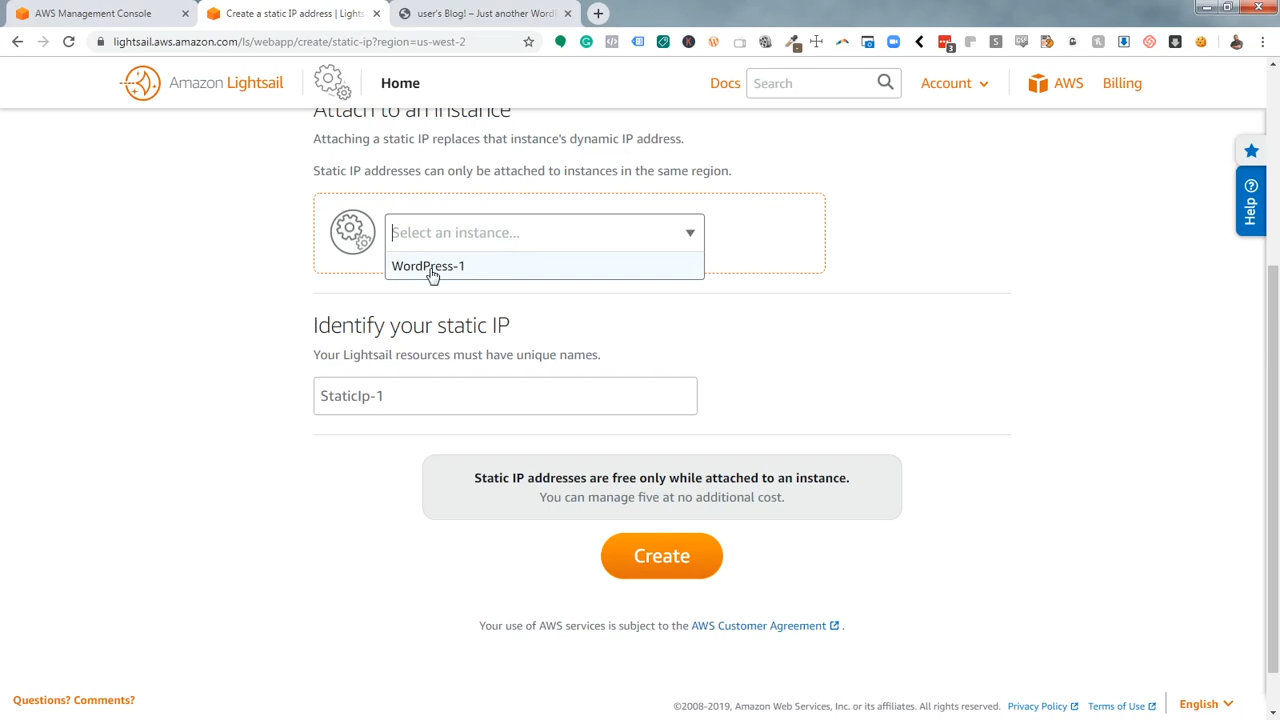 AWS Management Console
Create a static IP address | Lights
user's Blog! – Just another Word
lightsail.aws.amazon.com/ls/webapp/create/static-ip?region=us-west-2
3
Amazon Lightsail
Home
Docs
Search
Account
AWS
Billing
Attach to an instance
Attaching a static IP replaces that instance's dynamic IP address.
Static IP addresses can only be attached to instances in the same region.
Select an instance...
WordPress-1
Help
Identify your static IP
Your Lightsail resources must have unique names.
StaticIp-1
Static IP addresses are free only while attached to an instance.
You can manage five at no additional cost.
Create
Your use of AWS services is subject to the AWS Customer Agreement .
Questions? Comments?
©2008-2019, Amazon Web Services, Inc. or its affiliates. All rights reserved.
Privacy Policy
Terms of Use
English